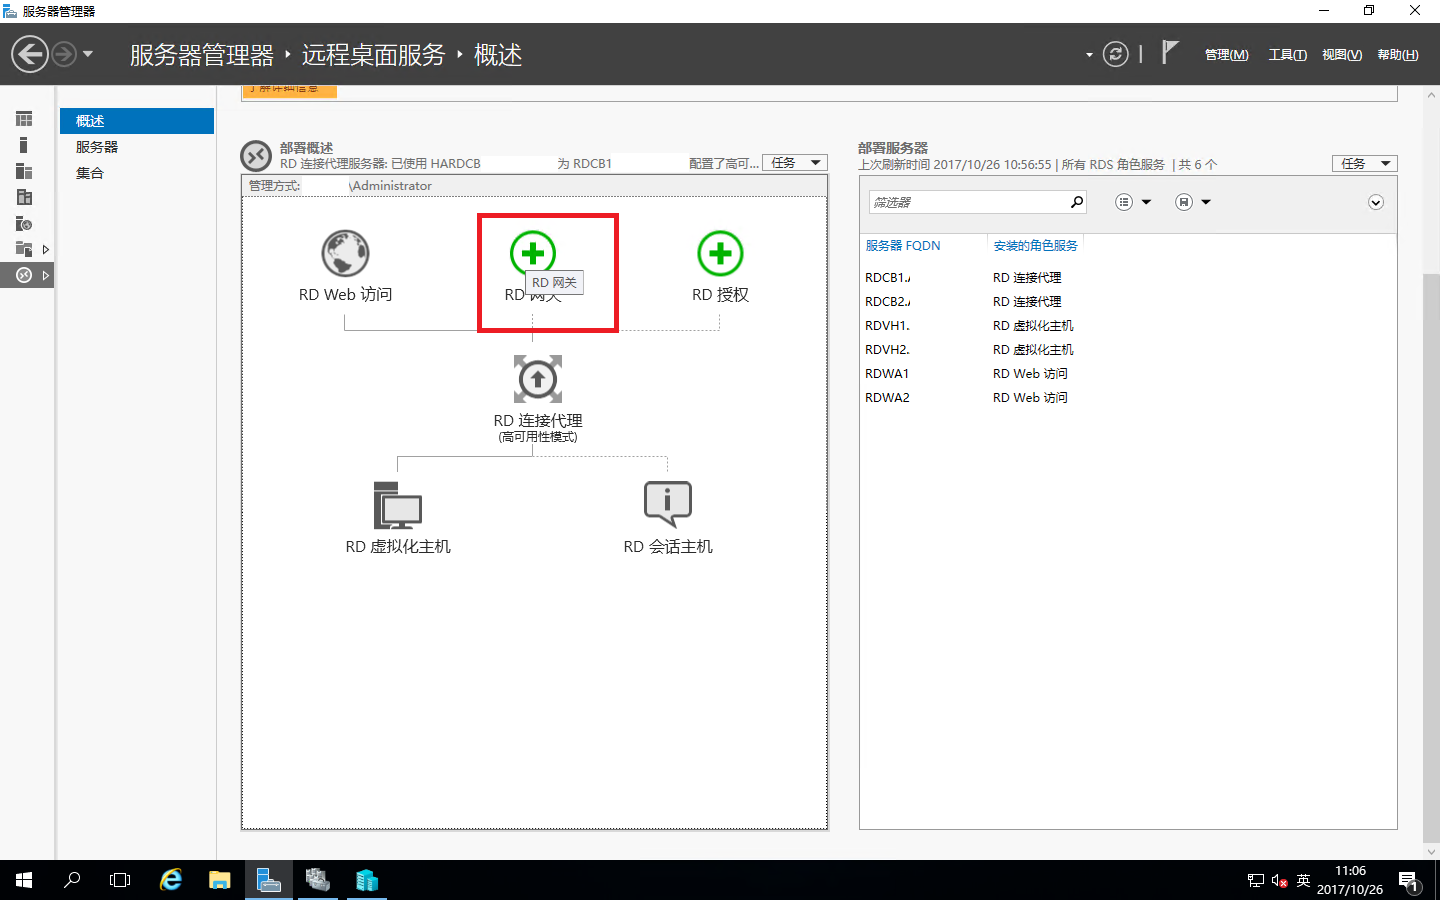 服务器管理器
服务器管理器 ‣ 远程桌面服务 ‣ 概述
管理(M) 工具(T) 视图(V) 帮助(H)
了解详细信息
概述
服务器
集合
部署概述
RD 连接代理服务器: 已使用 HARDCB 为 RDCB1 配置了高可...
任务
管理方式: \Administrator
RD Web 访问
RD 网关
RD 网关
RD 授权
RD 连接代理
(高可用性模式)
RD 虚拟化主机
RD 会话主机
部署服务器
上次刷新时间 2017/10/26 10:56:55 | 所有 RDS 角色服务 | 共 6 个
任务
筛选器
服务器 FQDN 安装的角色服务
RDCB1. RD 连接代理
RDCB2. RD 连接代理
RDVH1. RD 虚拟化主机
RDVH2. RD 虚拟化主机
RDWA1 RD Web 访问
RDWA2 RD Web 访问
英
11:06
2017/10/26
1